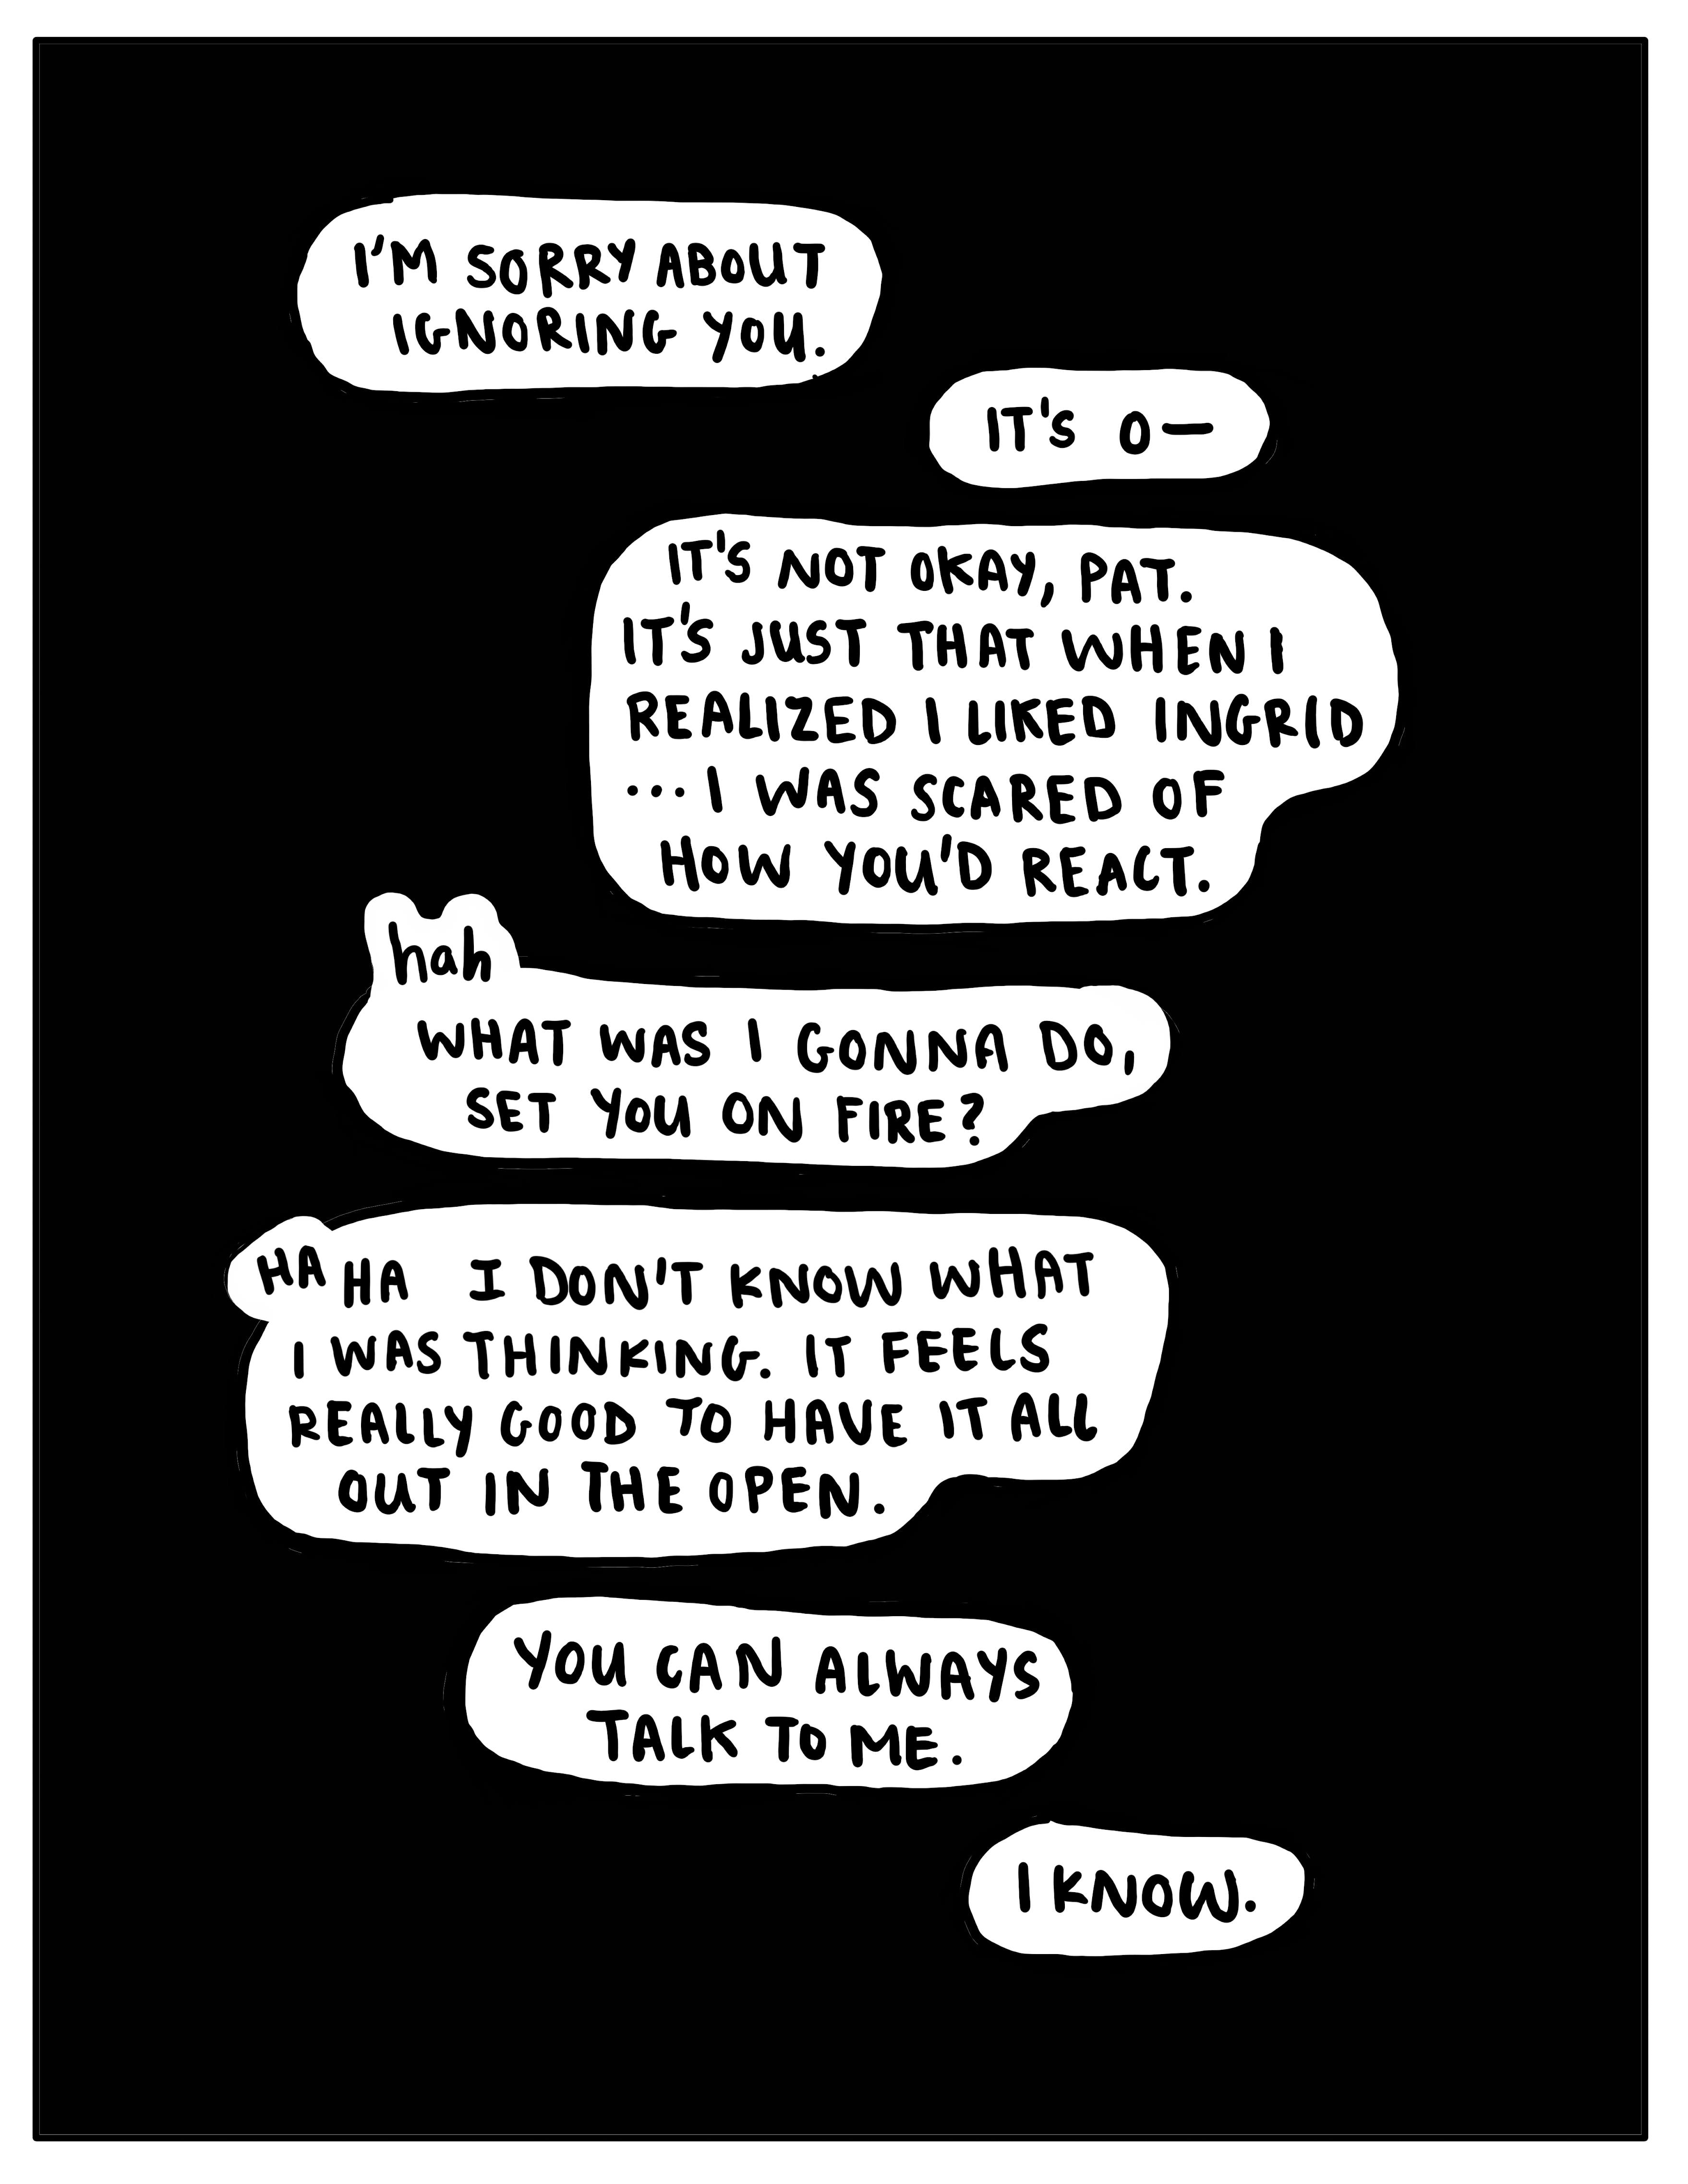 I'M SORRY ABOUT
IGNORING YOU.
IT'S O—
IT'S NOT OKAY, PAT.
IT'S JUST THAT WHEN I
REALIZED I LIKED INGRID
...I WAS SCARED OF
HOW YOU'D REACT.
hah
WHAT WAS I GONNA DO,
SET YOU ON FIRE?
HA HA I DON'T KNOW WHAT
I WAS THINKING. IT FEELS
REALLY GOOD TO HAVE IT ALL
OUT IN THE OPEN.
YOU CAN ALWAYS
TALK TO ME.
I KNOW.